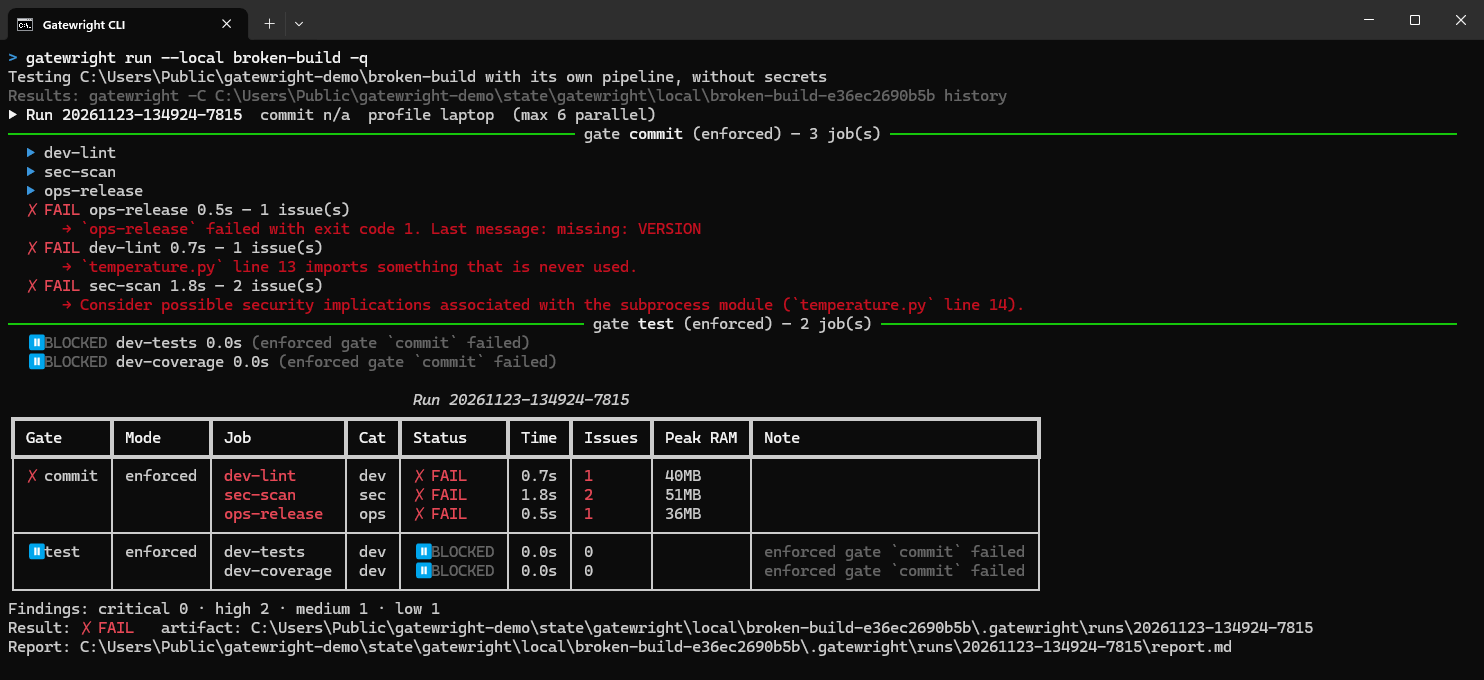 Gatewright CLI
> gatewright run --local broken-build -q
Testing C:\Users\Public\gatewright-demo\broken-build with its own pipeline, without secrets
Results: gatewright -C C:\Users\Public\gatewright-demo\state\gatewright\local\broken-build-e36ec2690b5b history
▶ Run 20261123-134924-7815  commit n/a  profile laptop  (max 6 parallel)
gate commit (enforced) — 3 job(s)
▶ dev-lint
▶ sec-scan
▶ ops-release
✗ FAIL ops-release 0.5s — 1 issue(s)
→ `ops-release` failed with exit code 1. Last message: missing: VERSION
✗ FAIL dev-lint 0.7s — 1 issue(s)
→ `temperature.py` line 13 imports something that is never used.
✗ FAIL sec-scan 1.8s — 2 issue(s)
→ Consider possible security implications associated with the subprocess module (`temperature.py` line 14).
gate test (enforced) — 2 job(s)
⏸BLOCKED dev-tests 0.0s (enforced gate `commit` failed)
⏸BLOCKED dev-coverage 0.0s (enforced gate `commit` failed)
Run 20261123-134924-7815
Gate Mode Job Cat Status Time Issues Peak RAM Note
✗ commit enforced dev-lint dev ✗ FAIL 0.7s 1 40MB
sec-scan sec ✗ FAIL 1.8s 2 51MB
ops-release ops ✗ FAIL 0.5s 1 36MB
⏸test enforced dev-tests dev ⏸BLOCKED 0.0s 0 enforced gate `commit` failed
dev-coverage dev ⏸BLOCKED 0.0s 0 enforced gate `commit` failed
Findings: critical 0 · high 2 · medium 1 · low 1
Result: ✗ FAIL   artifact: C:\Users\Public\gatewright-demo\state\gatewright\local\broken-build-e36ec2690b5b\.gatewright\runs\20261123-134924-7815
Report: C:\Users\Public\gatewright-demo\state\gatewright\local\broken-build-e36ec2690b5b\.gatewright\runs\20261123-134924-7815\report.md